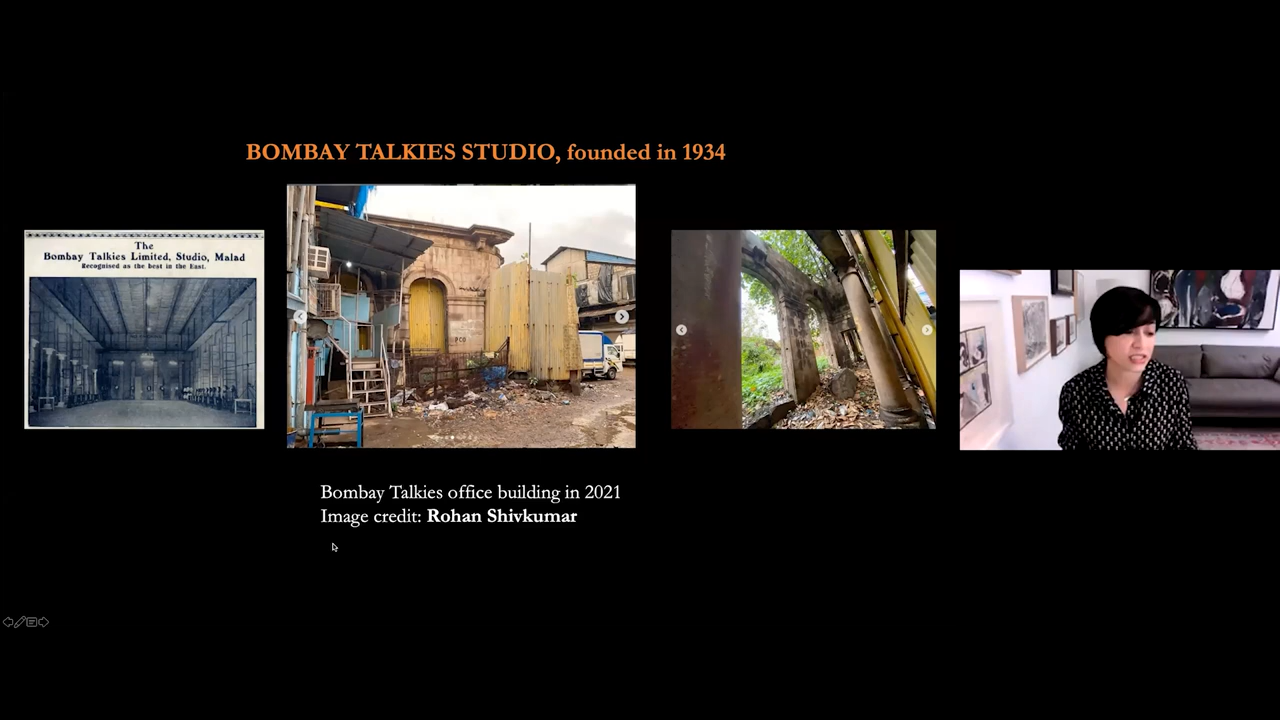 BOMBAY TALKIES STUDIO, founded in 1934
The
Bombay Talkies Limited, Studio, Malad
Recognised as the best in the East.
PCO
Bombay Talkies office building in 2021
Image credit: Rohan Shivkumar